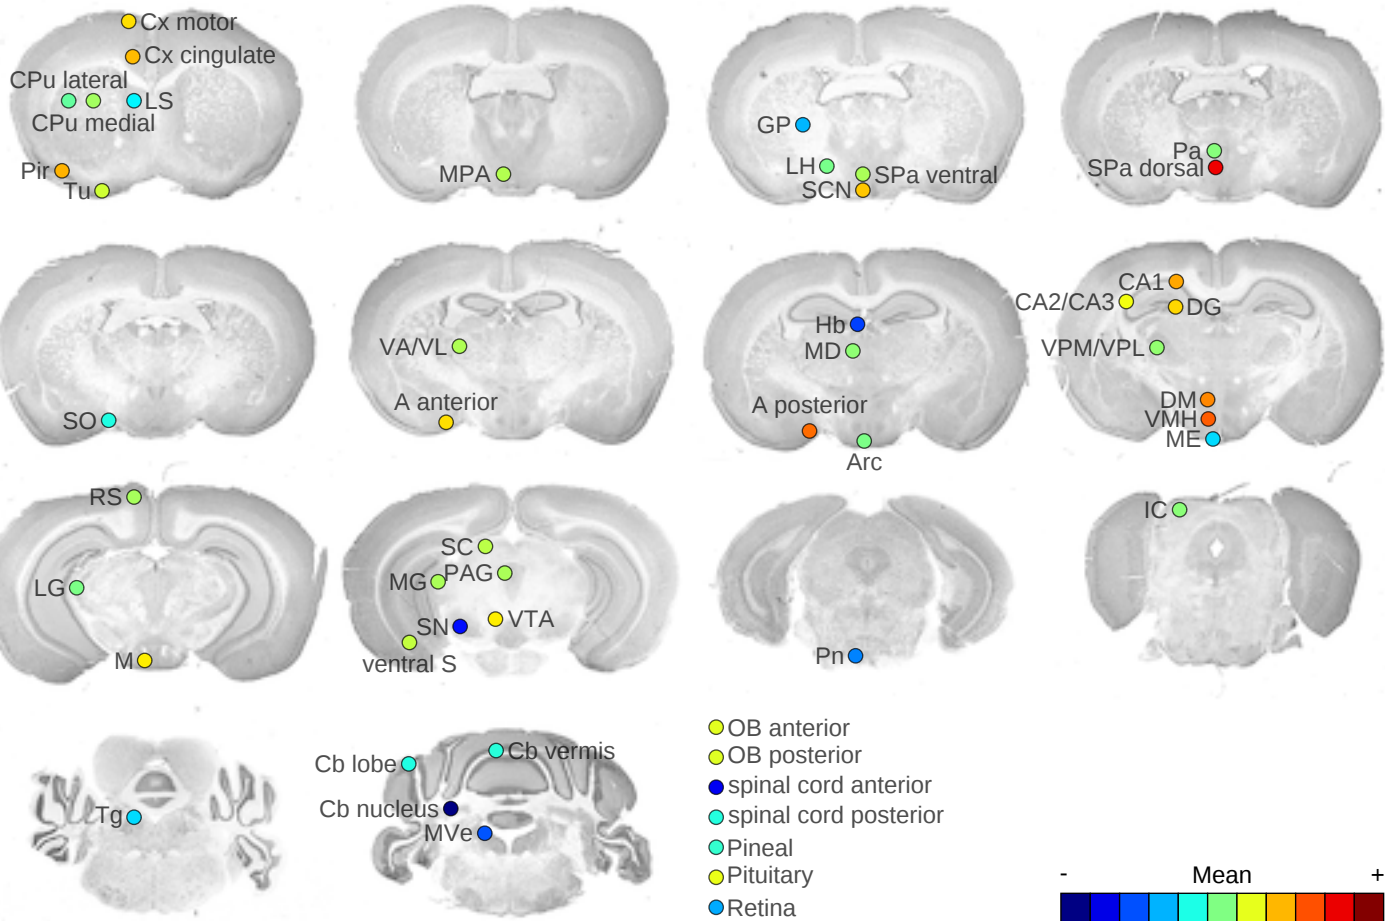 Cx motor
Cx cingulate
CPu lateral
LS
CPu medial
Pir
Tu
MPA
GP
LH
SPa ventral
SCN
Pa
SPa dorsal
SO
VA/VL
A anterior
Hb
MD
A posterior
Arc
CA1
CA2/CA3
DG
VPM/VPL
DM
VMH
ME
RS
LG
M
SC
PAG
MG
VTA
SN
ventral S
Pn
IC
Tg
Cb lobe
Cb vermis
Cb nucleus
MVe
OB anterior
OB posterior
spinal cord anterior
spinal cord posterior
Pineal
Pituitary
Retina
- Mean +